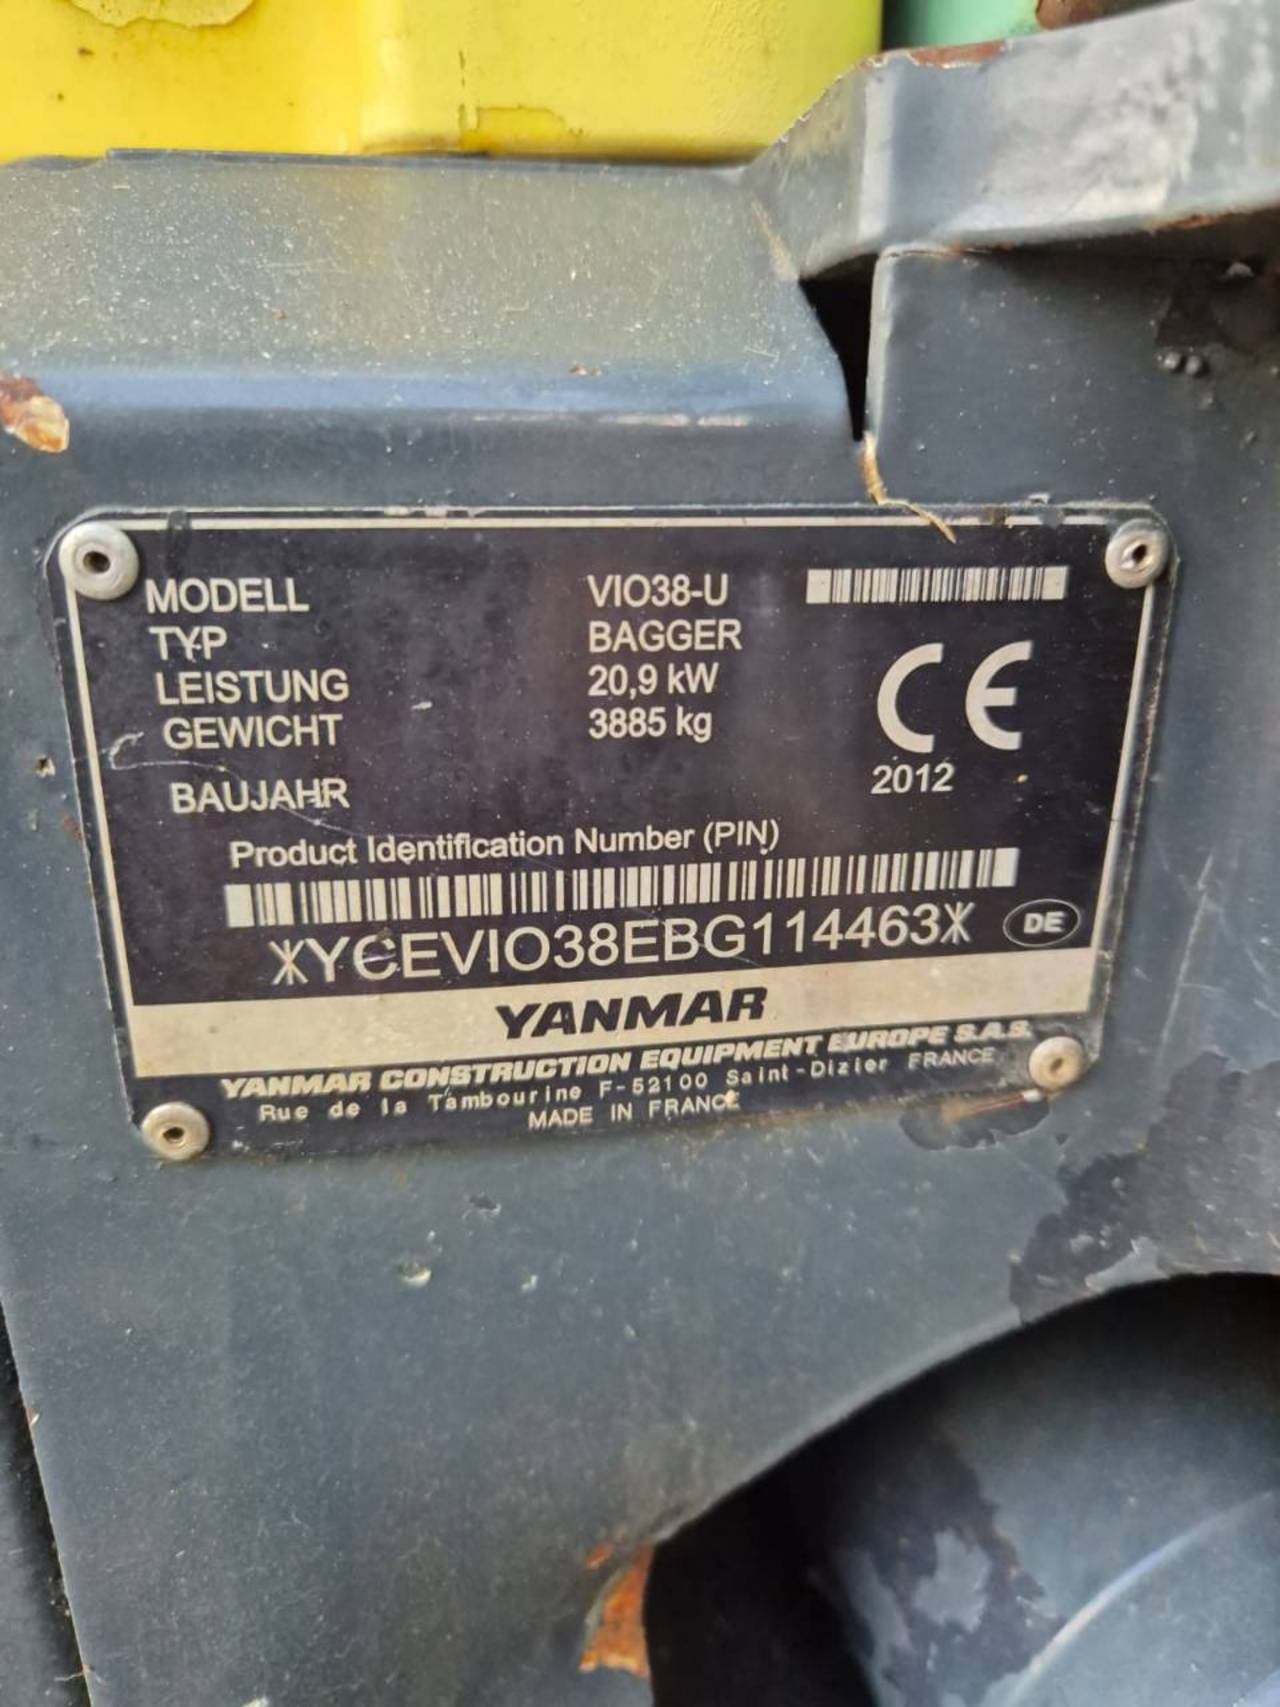 MODELL VIO38-U
TYP BAGGER
LEISTUNG 20,9 kW
GEWICHT 3885 kg
CE
BAUJAHR 2012
Product Identification Number (PIN)
*YCEVIO38EBG114463* DE
YANMAR
YANMAR CONSTRUCTION EQUIPMENT EUROPE S.A.S.
Rue de la Tambourine F-52100 Saint-Dizier FRANCE
MADE IN FRANCE